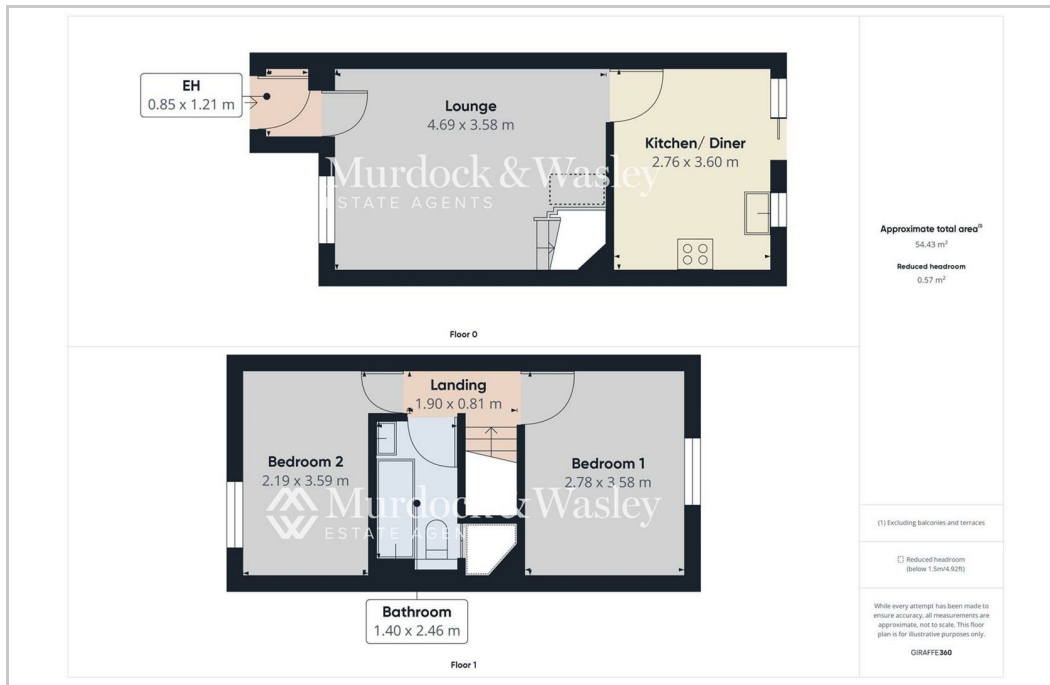 EH
0.85 x 1.21 m
Lounge
4.69 x 3.58 m
Kitchen/ Diner
2.76 x 3.60 m
Murdock & Wasley
ESTATE AGENTS
Floor 0
Landing
1.90 x 0.81 m
Bedroom 2
2.19 x 3.59 m
Bedroom 1
2.78 x 3.58 m
Murdock & Wasley
ESTATE AGENTS
Bathroom
1.40 x 2.46 m
Floor 1
Approximate total area(1)
54.43 m²
Reduced headroom
0.57 m²
(1) Excluding balconies and terraces
Reduced headroom
(below 1.5m/4.92ft)
While every attempt has been made to
ensure accuracy, all measurements are
approximate, not to scale. This floor
plan is for illustrative purposes only.
GIRAFFE360